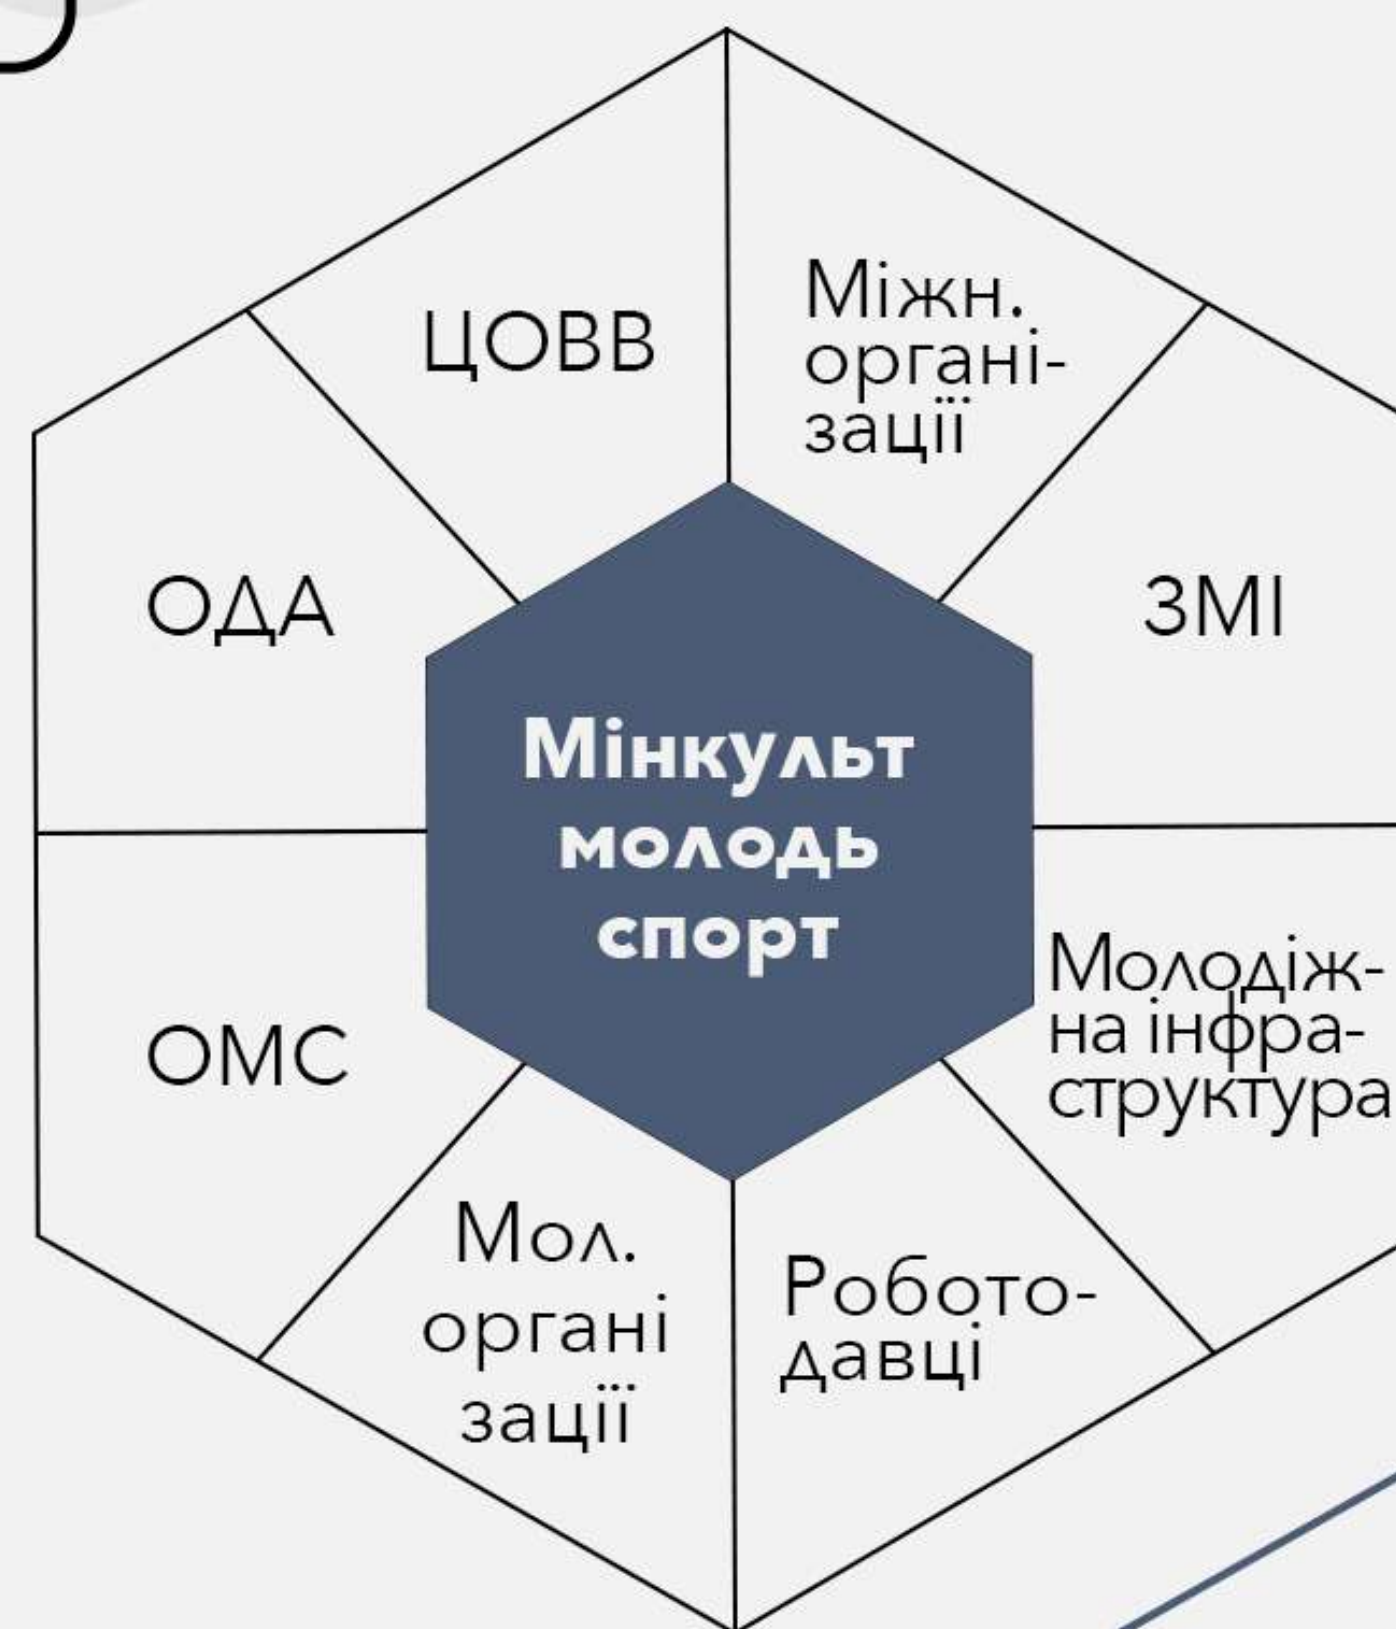 ЦОВВ
Міжн.
органі-
зації
ОДА
ЗМІ
Мінкульт
молодь
спорт
ОМС
Молодіж-
на інфра-
структура
Мол.
органі
зації
Робото-
давці